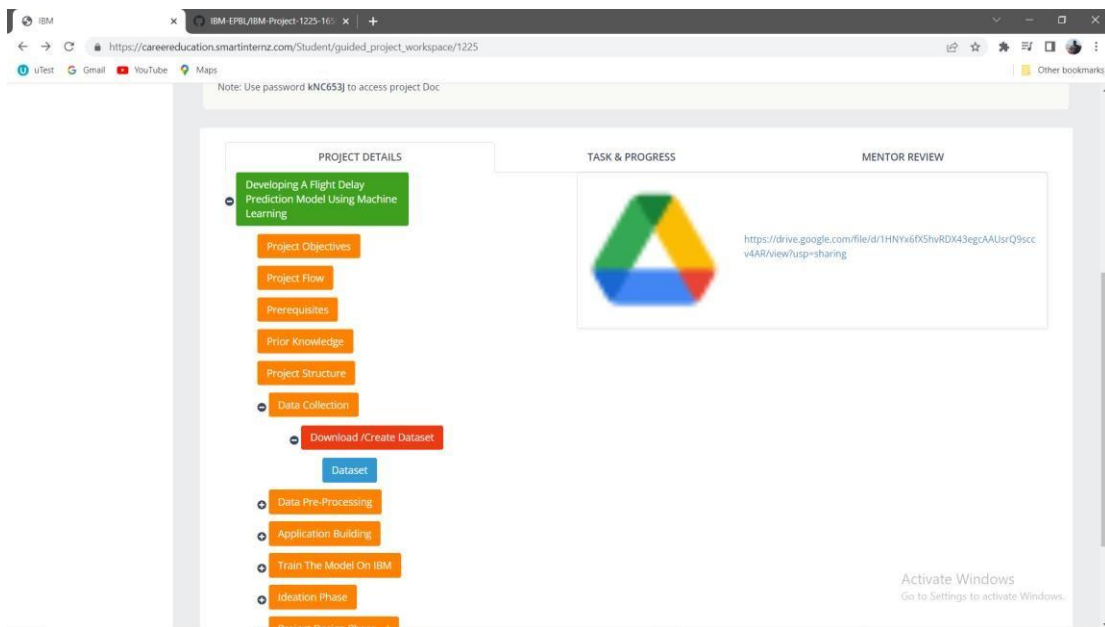 IBM
IBM-EPBL/IBM-Project-1225-165
https://careereducation.smartinternz.com/Student/guided_project_workspace/1225
uTest
Gmail
YouTube
Maps
Other bookmarks
Note: Use password kNC653J to access project Doc
PROJECT DETAILS
TASK & PROGRESS
MENTOR REVIEW
Developing A Flight Delay
Prediction Model Using Machine
Learning
https://drive.google.com/file/d/1HNYx6fX5hvRDX43egcAAUsrQ9scc
v4AR/view?usp=sharing
Project Objectives
Project Flow
Prerequisites
Prior Knowledge
Project Structure
Data Collection
Download /Create Dataset
Dataset
Data Pre-Processing
Application Building
Train The Model On IBM
Ideation Phase
Activate Windows
Go to Settings to activate Windows.